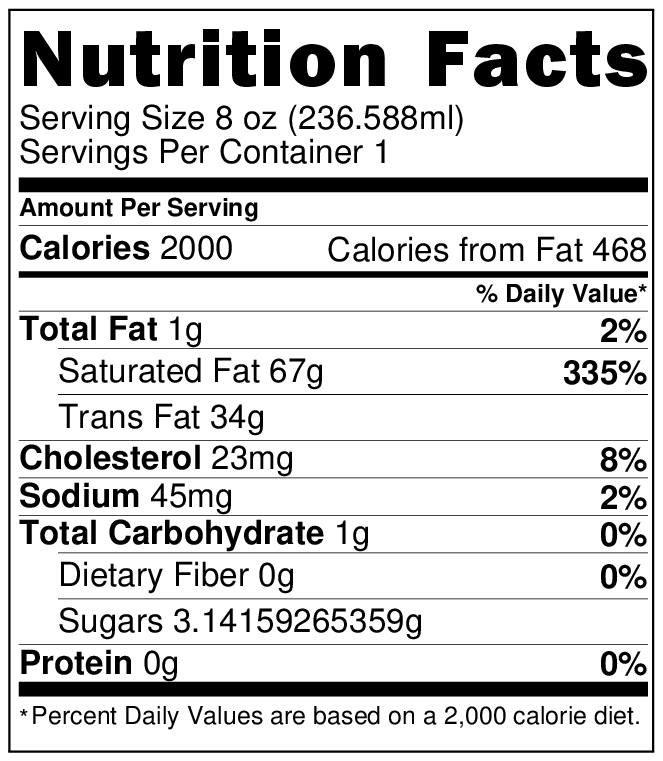 Nutrition Facts
Serving Size 8 oz (236.588ml)
Servings Per Container 1
Amount Per Serving
Calories 2000 Calories from Fat 468
% Daily Value*
Total Fat 1g 2%
Saturated Fat 67g 335%
Trans Fat 34g
Cholesterol 23mg 8%
Sodium 45mg 2%
Total Carbohydrate 1g 0%
Dietary Fiber 0g 0%
Sugars 3.14159265359g
Protein 0g 0%
*Percent Daily Values are based on a 2,000 calorie diet.